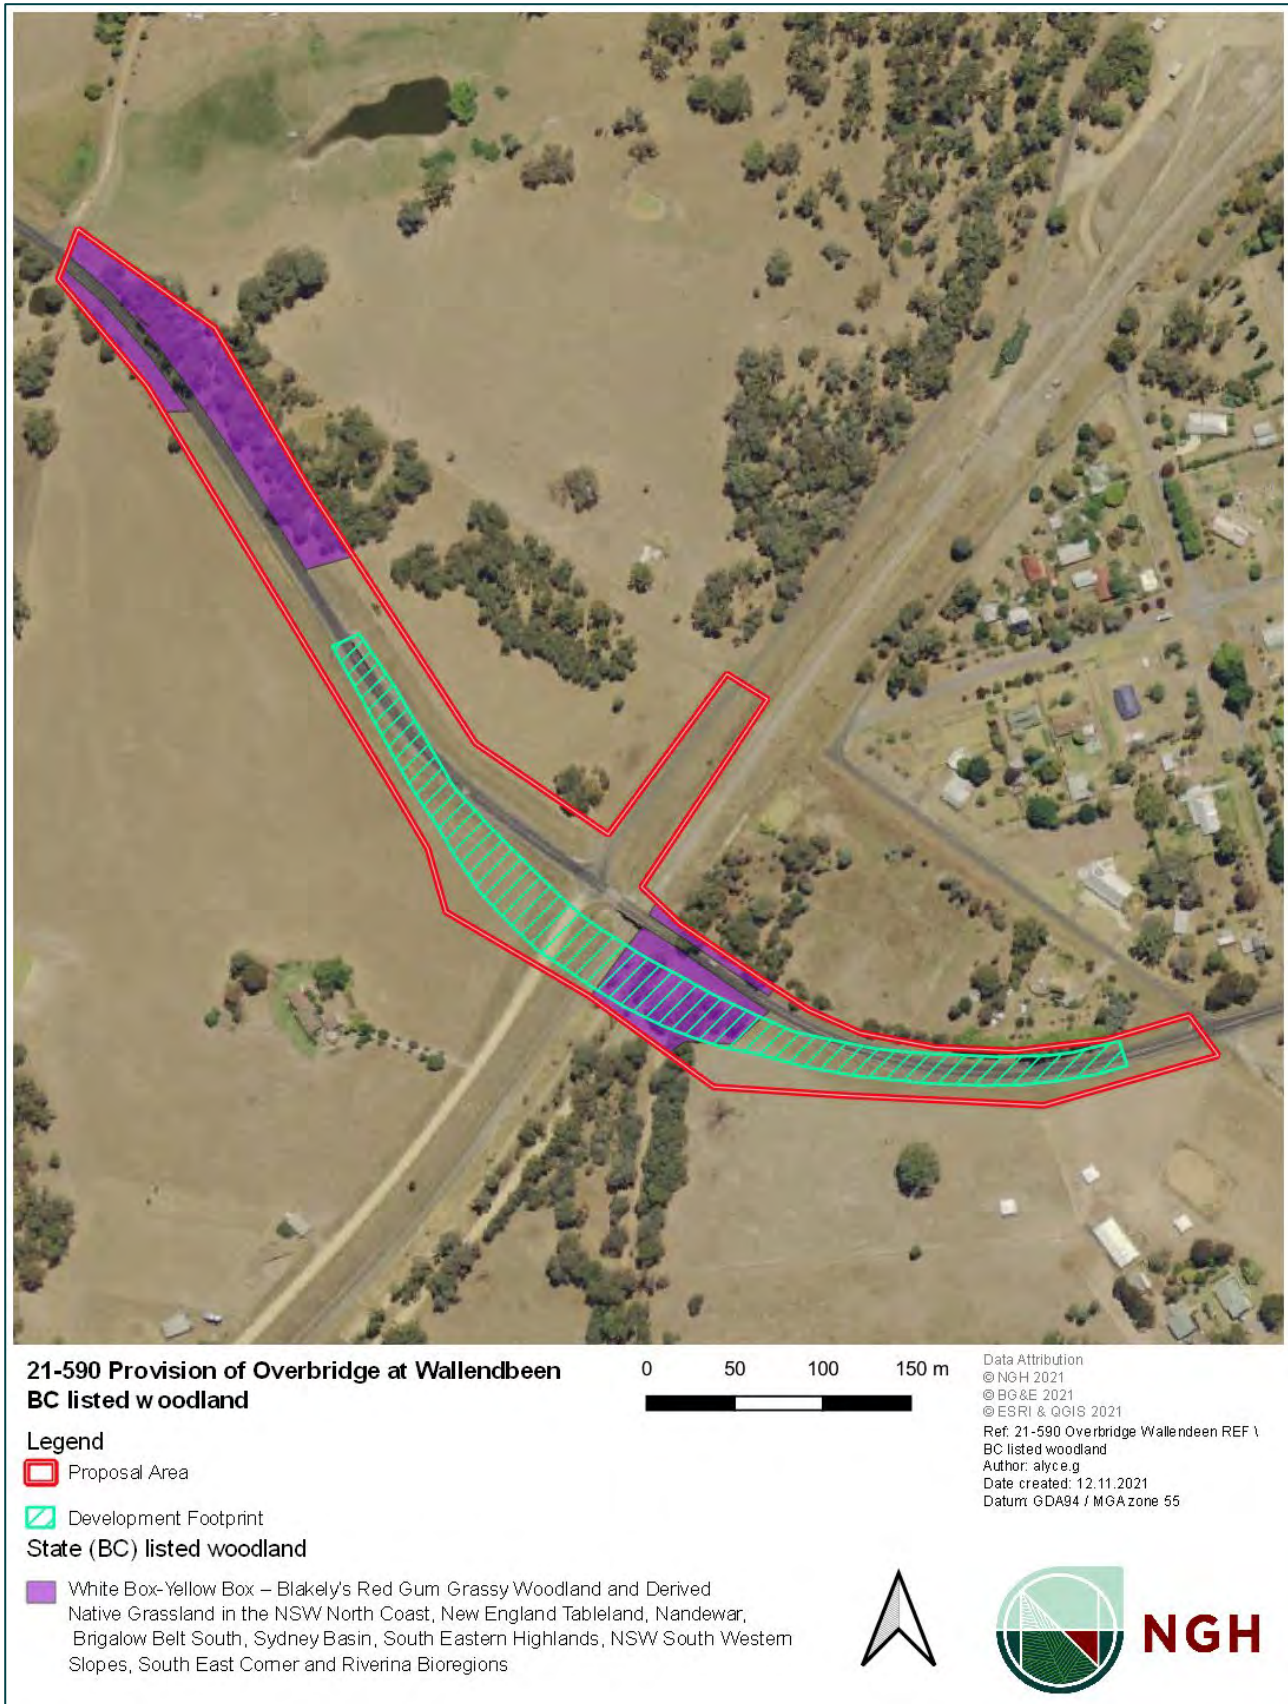 21-590 Provision of Overbridge at Wallendbeen
BC listed woodland
0 50 100 150 m
Legend
Proposal Area
Development Footprint
State (BC) listed woodland
White Box-Yellow Box – Blakely's Red Gum Grassy Woodland and Derived
Native Grassland in the NSW North Coast, New England Tableland, Nandewar,
Brigalow Belt South, Sydney Basin, South Eastern Highlands, NSW South Western
Slopes, South East Corner and Riverina Bioregions
Data Attribution
© NGH 2021
© BG&E 2021
© ESRI & QGIS 2021
Ref: 21-590 Overbridge Wallendeen REF \
BC listed woodland
Author: alyce.g
Date created: 12.11.2021
Datum: GDA94 / MGA zone 55
NGH